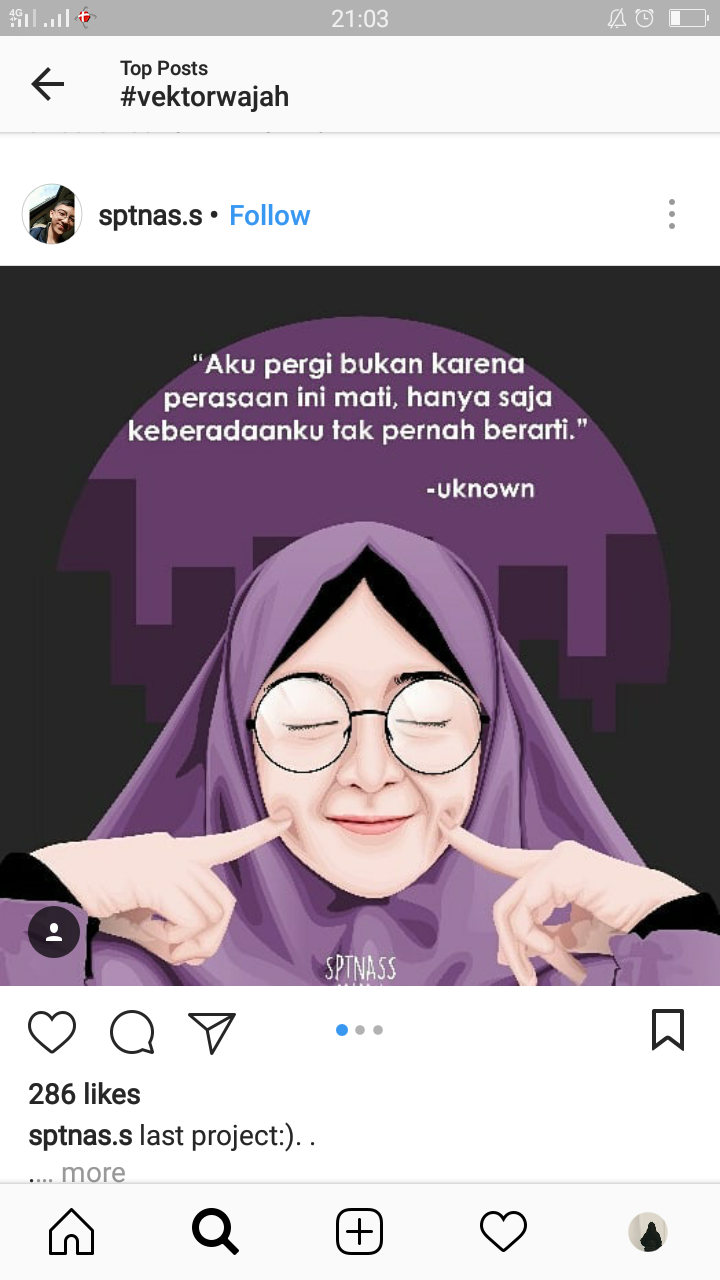 4G 21:03
Top Posts
#vektorwajah
sptnas.s • Follow
“Aku pergi bukan karena
perasaan ini mati, hanya saja
keberadaanku tak pernah berarti.”
-uknown
SPTNASS
286 likes
sptnas.s last project:). .
.... more